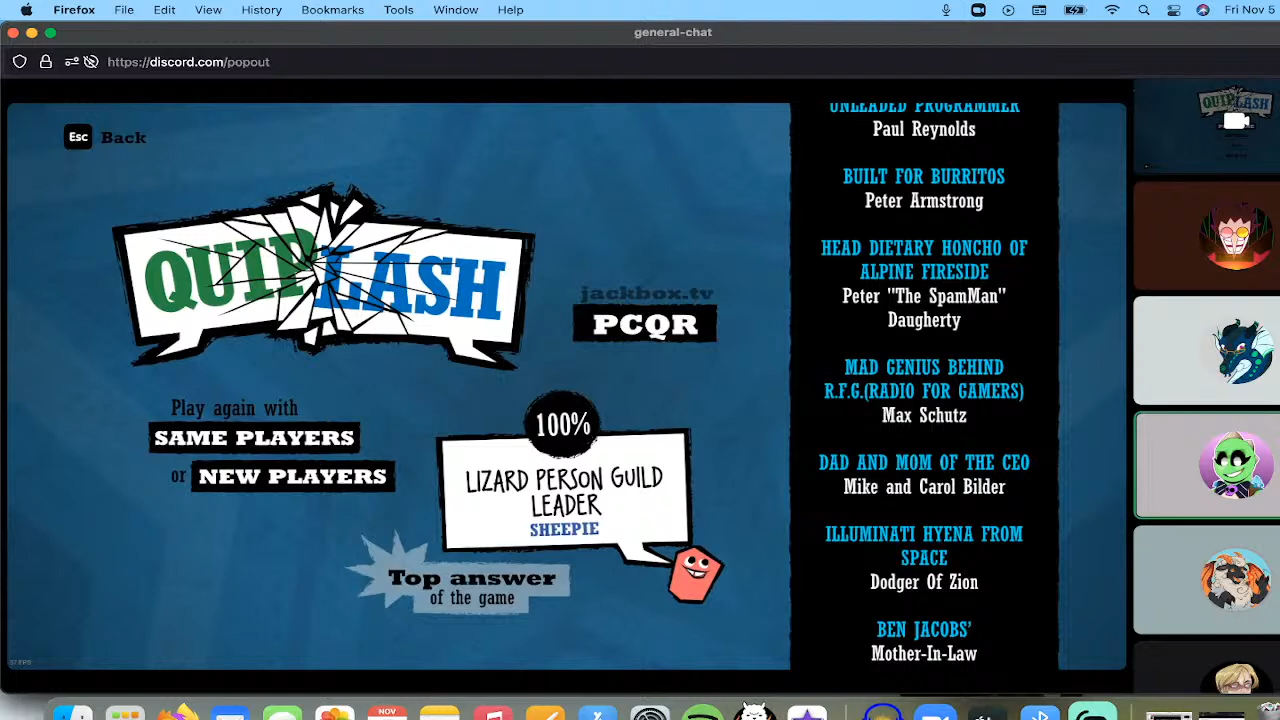 Firefox File Edit View History Bookmarks Tools Window Help Fri Nov 5
general-chat
https://discord.com/popout
Esc Back
QUIPLASH
jackbox.tv
PCQR
Play again with
SAME PLAYERS
or NEW PLAYERS
100%
LIZARD PERSON GUILD
LEADER
SHEEPIE
Top answer
of the game
57 FPS
UNLEADED PROGRAMMER
Paul Reynolds
BUILT FOR BURRITOS
Peter Armstrong
HEAD DIETARY HONCHO OF
ALPINE FIRESIDE
Peter "The SpamMan"
Daugherty
MAD GENIUS BEHIND
R.F.G.(RADIO FOR GAMERS)
Max Schutz
DAD AND MOM OF THE CEO
Mike and Carol Bilder
ILLUMINATI HYENA FROM
SPACE
Dodger Of Zion
BEN JACOBS'
Mother-In-Law
QUIPLASH
NOV